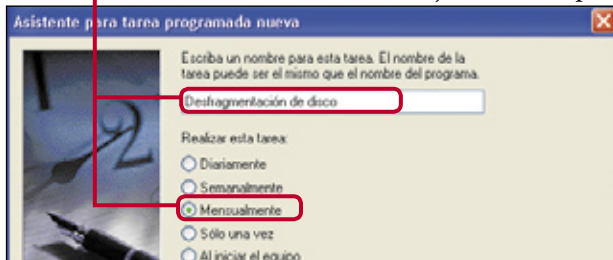 Asistente para tarea programada nueva
Escriba un nombre para esta tarea. El nombre de la
tarea puede ser el mismo que el nombre del programa.
Desfragmentación de disco
Realizar esta tarea:
Diariamente
Semanalmente
Mensualmente
Sólo una vez
Al iniciar el equipo